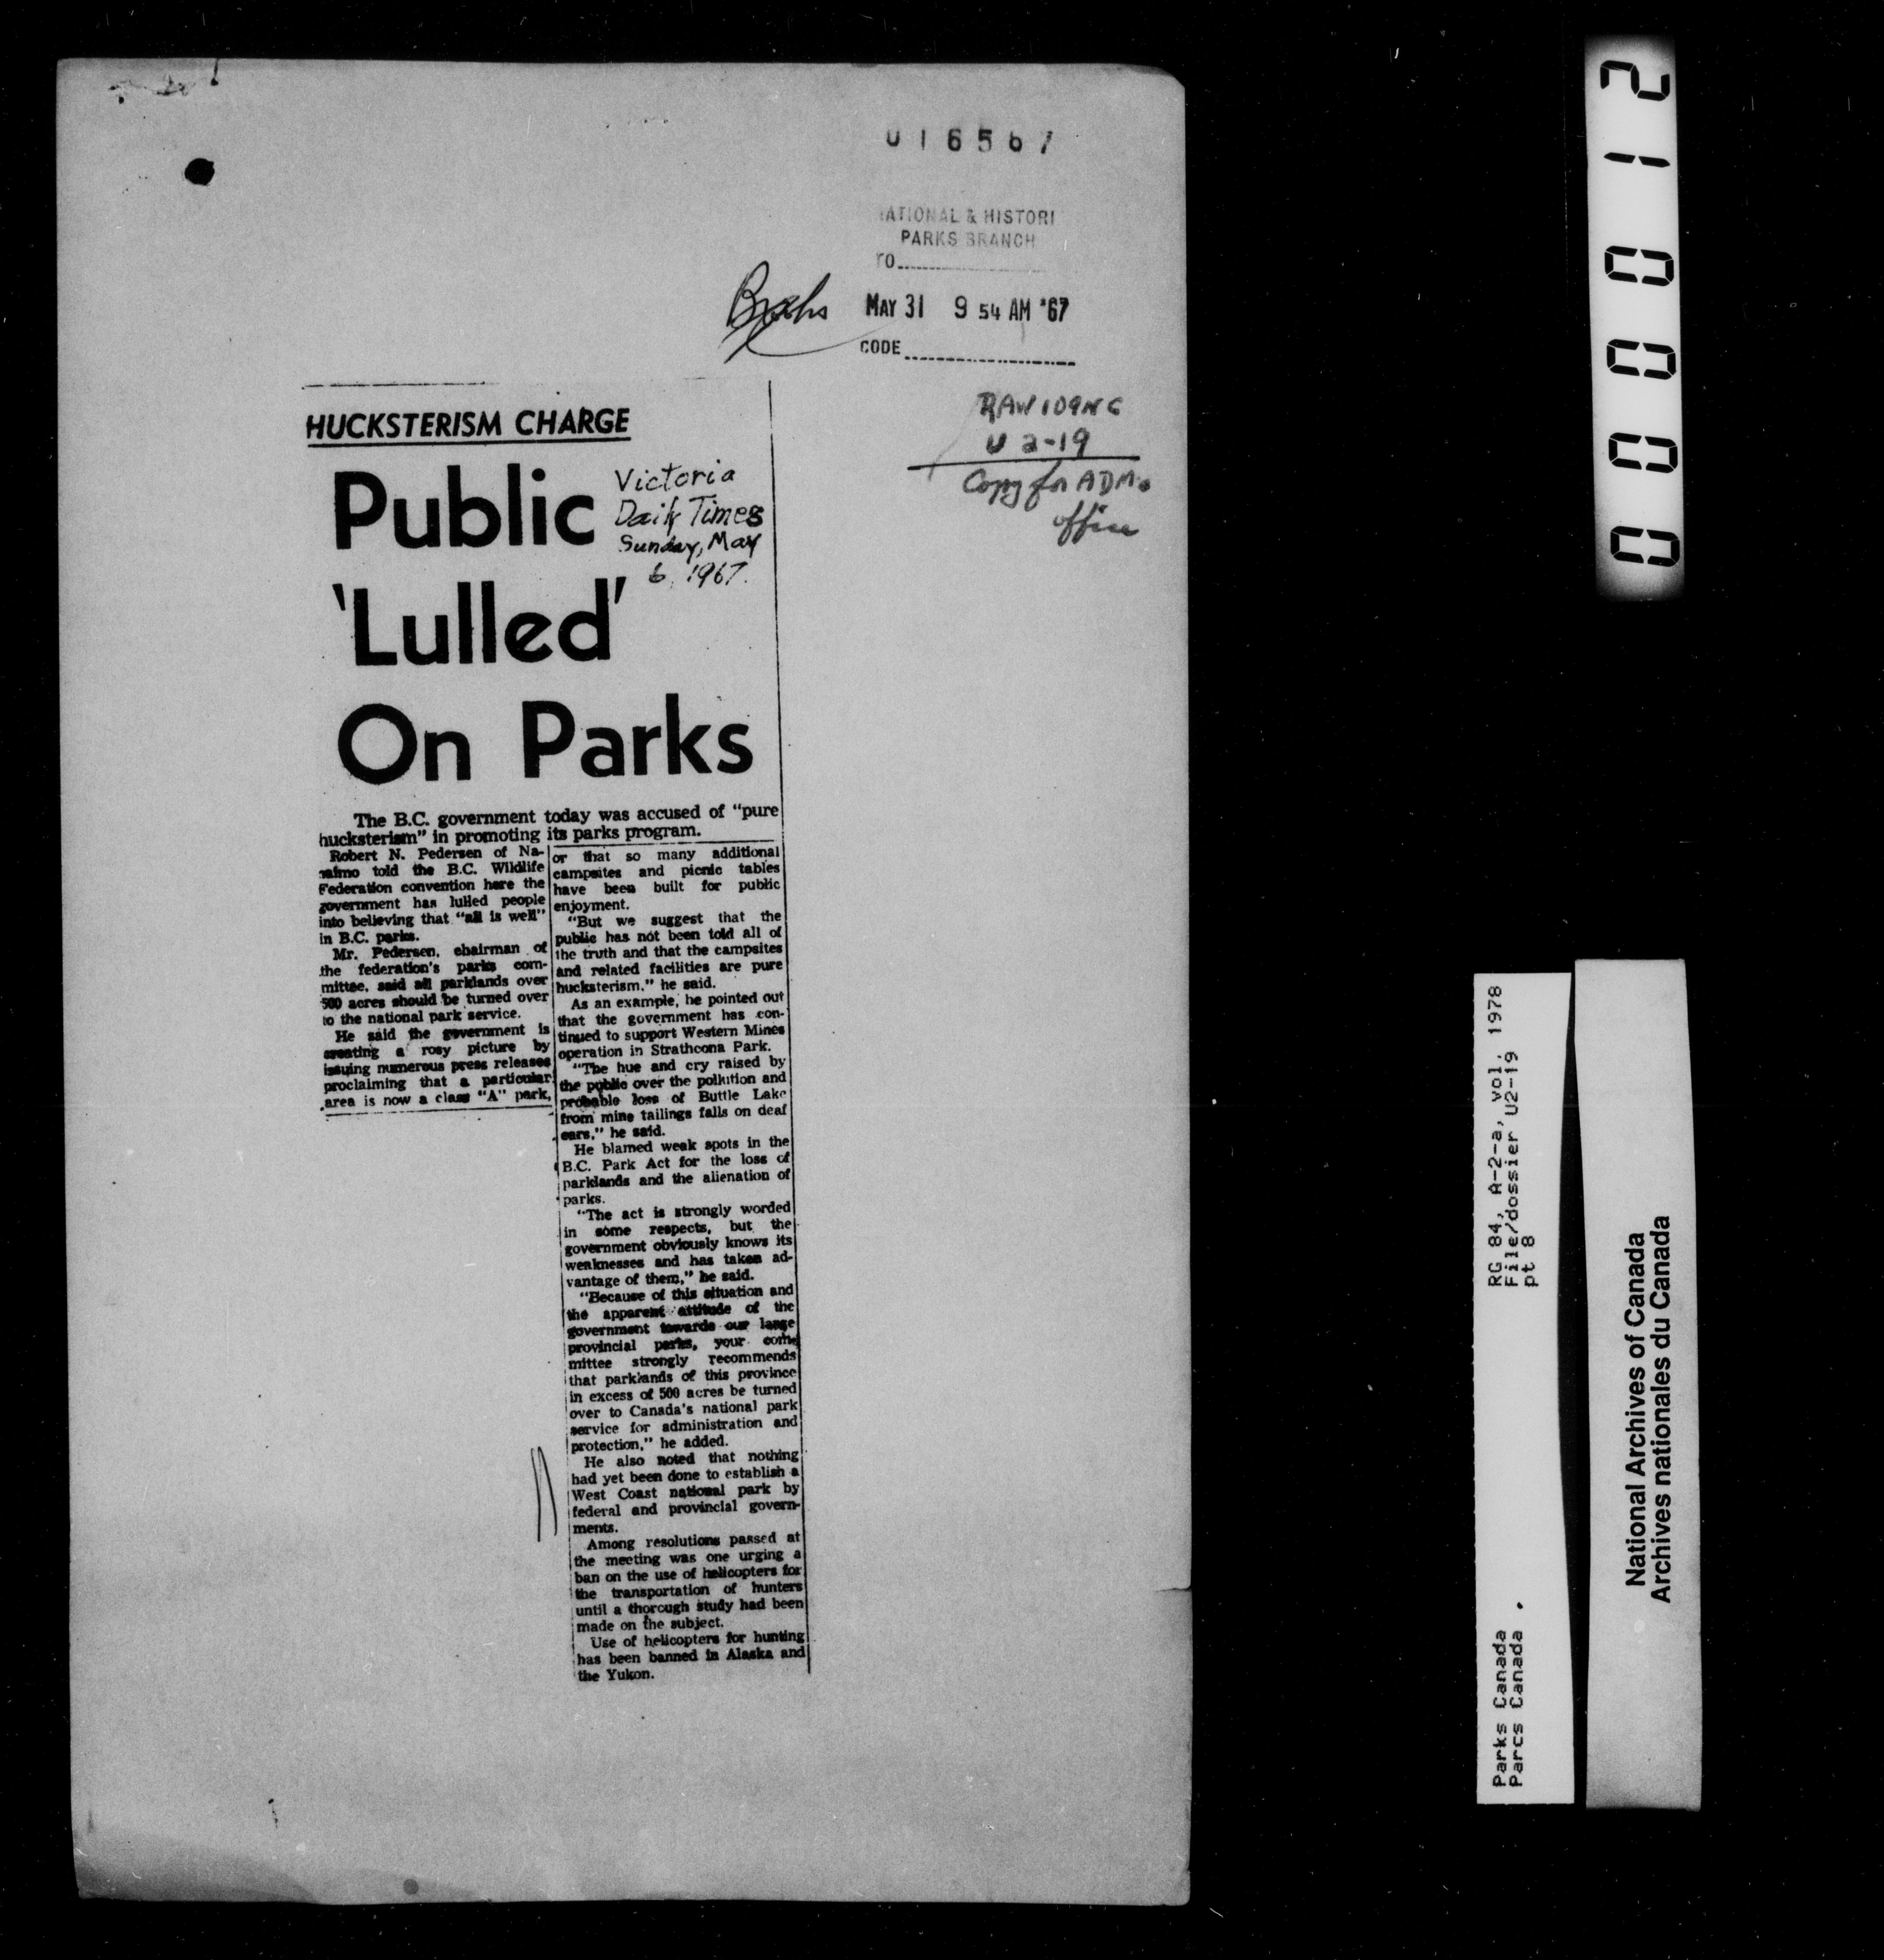 016567
NATIONAL & HISTORI
PARKS BRANCH
TO
MAY 31 9 54 AM '67
CODE
U2-19
Copy for ADM's
office
HUCKSTERISM CHARGE
Public
'Lulled'
On Parks
Victoria
Daily Times
Sunday, May
6, 1967.
The B.C. government today was accused of "pure
hucksterism" in promoting its parks program.
Robert N. Pedersen of Na-
naimo told the B.C. Wildlife
Federation convention here the
government has lulled people
into believing that "all is well"
in B.C. parks.
Mr. Pedersen, chairman of
the federation's parks com-
mittee, said all parklands over
500 acres should be turned over
to the national park service.
He said the government is
creating a rosy picture by
issuing numerous press releases
proclaiming that a particular
area is now a class "A" park,
or that so many additional
campsites and picnic tables
have been built for public
enjoyment.
"But we suggest that the
public has not been told all of
the truth and that the campsites
and related facilities are pure
hucksterism," he said.
As an example, he pointed out
that the government has con-
tinued to support Western Mines
operation in Strathcona Park.
"The hue and cry raised by
the public over the pollution and
probable loss of Buttle Lake
from mine tailings falls on deaf
ears," he said.
He blamed weak spots in the
B.C. Park Act for the loss of
parklands and the alienation of
parks.
"The act is strongly worded
in some respects, but the
government obviously knows its
weaknesses and has taken ad-
vantage of them," he said.
"Because of this situation and
the apparent attitude of the
government towards our large
provincial parks, your com-
mittee strongly recommends
that parklands of this province
in excess of 500 acres be turned
over to Canada's national park
service for administration and
protection," he added.
He also noted that nothing
had yet been done to establish a
West Coast national park by
federal and provincial govern-
ments.
Among resolutions passed at
the meeting was one urging a
ban on the use of helicopters for
the transportation of hunters
until a thorough study had been
made on the subject.
Use of helicopters for hunting
has been banned in Alaska and
the Yukon.
000012
Parks Canada
Parcs Canada
RG 84, A-2-a, vol. 1978
File/dossier U2-19
pt 8
National Archives of Canada
Archives nationales du Canada